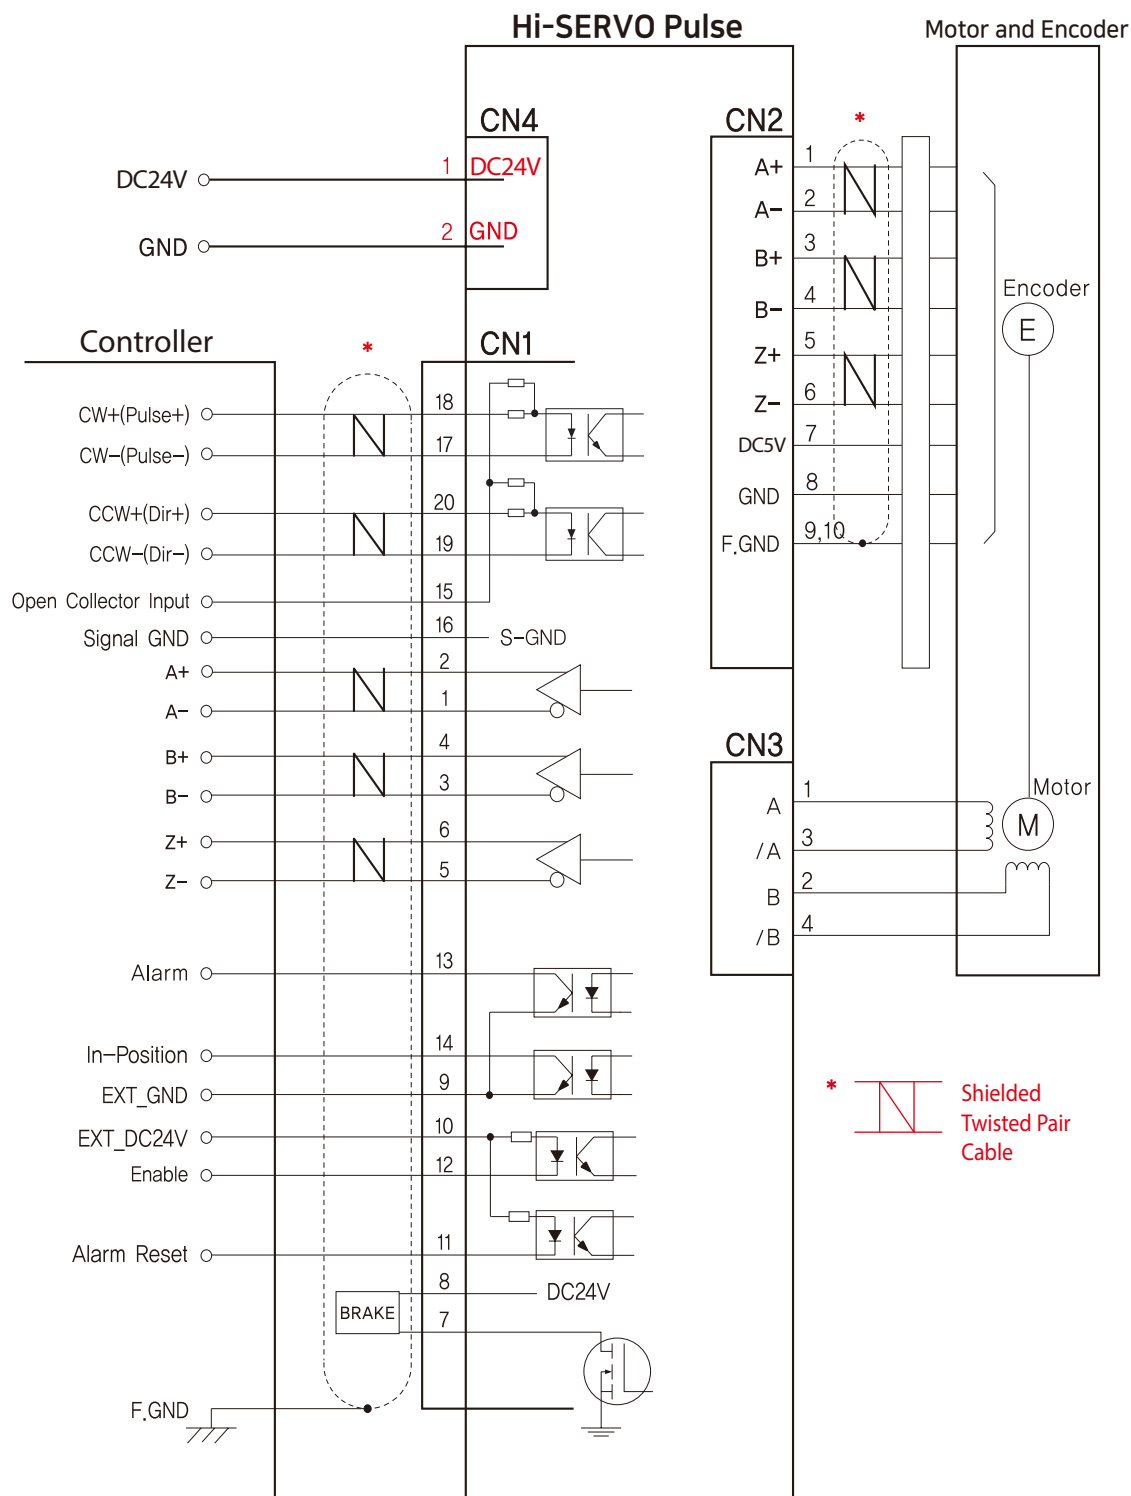 Hi-SERVO Pulse
Motor and Encoder
CN4
DC24V 1 DC24V
GND 2 GND
CN2
*
A+ 1
A- 2
B+ 3
B- 4
Z+ 5
Z- 6
DC5V 7
GND 8
F.GND 9,10
Encoder
E
Controller
*
CN1
CW+(Pulse+) 18
CW-(Pulse-) 17
CCW+(Dir+) 20
CCW-(Dir-) 19
Open Collector Input 15
Signal GND 16 S-GND
A+ 2
A- 1
B+ 4
B- 3
Z+ 6
Z- 5
CN3
A 1
/A 3
B 2
/B 4
Motor
M
Alarm 13
In-Position 14
EXT_GND 9
EXT_DC24V 10
Enable 12
Alarm Reset 11
8 DC24V
BRAKE
7
F.GND
* Shielded
Twisted Pair
Cable